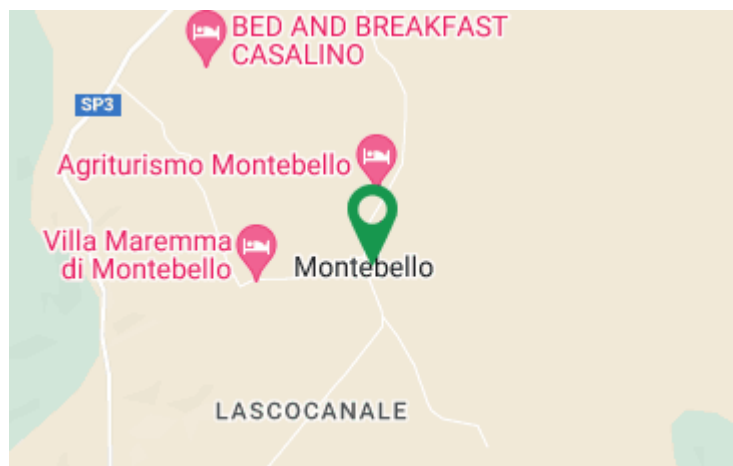 BED AND BREAKFAST
CASALINO
SP3
Agriturismo Montebello
Villa Maremma
di Montebello
Montebello
LASCOCANALE